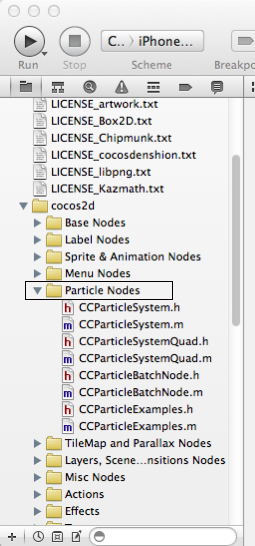 C... iPhone...
Run Stop Scheme Breakpo
LICENSE_artwork.txt
LICENSE_Box2D.txt
LICENSE_Chipmunk.txt
LICENSE_cocosdenshion.txt
LICENSE_libpng.txt
LICENSE_Kazmath.txt
cocos2d
Base Nodes
Label Nodes
Sprite & Animation Nodes
Menu Nodes
Particle Nodes
h CCParticleSystem.h
m CCParticleSystem.m
h CCParticleSystemQuad.h
m CCParticleSystemQuad.m
h CCParticleBatchNode.h
m CCParticleBatchNode.m
h CCParticleExamples.h
m CCParticleExamples.m
TileMap and Parallax Nodes
Layers, Scene...nsitions Nodes
Misc Nodes
Actions
Effects